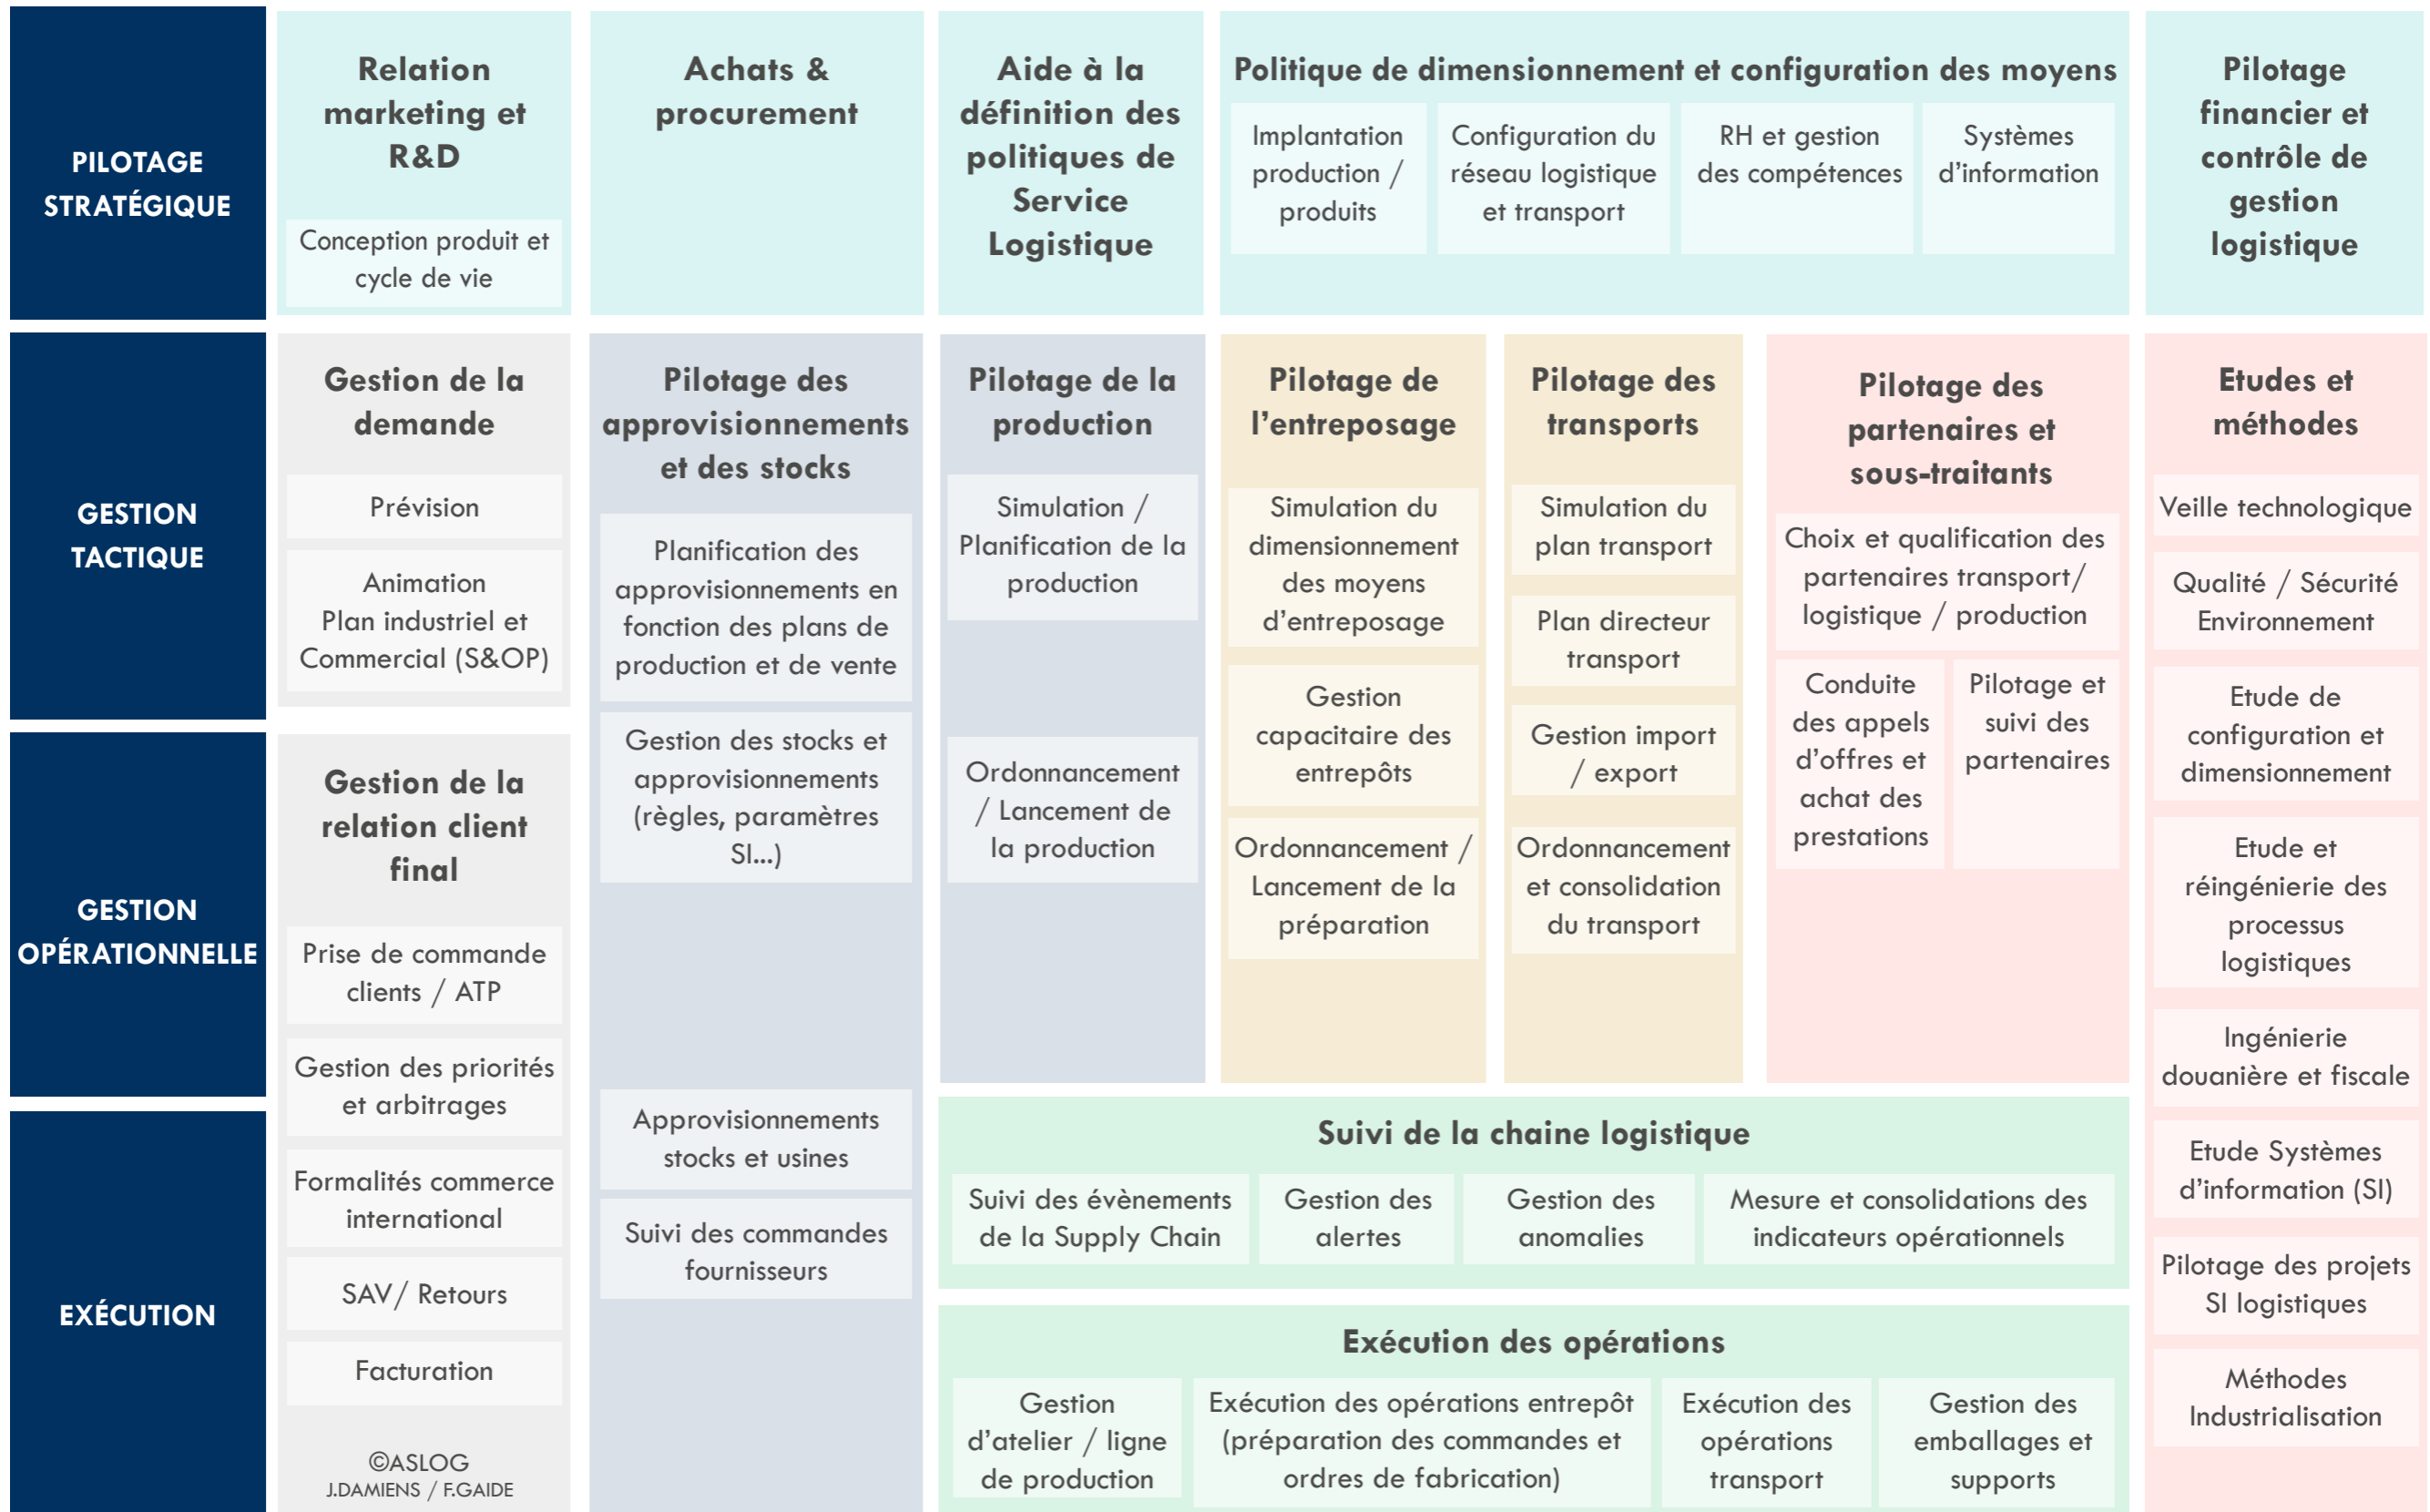 PILOTAGE
STRATÉGIQUE
Relation
marketing et
R&D
Conception produit et
cycle de vie
Achats &
procurement
Aide à la
définition des
politiques de
Service
Logistique
Politique de dimensionnement et configuration des moyens
Implantation
production /
produits
Configuration du
réseau logistique
et transport
RH et gestion
des compétences
Systèmes
d'information
Pilotage
financier et
contrôle de
gestion
logistique
GESTION
TACTIQUE
Gestion de la
demande
Prévision
Animation
Plan industriel et
Commercial (S&OP)
Pilotage des
approvisionnements
et des stocks
Planification des
approvisionnements en
fonction des plans de
production et de vente
Gestion des stocks et
approvisionnements
(règles, paramètres
SI...)
Approvisionnements
stocks et usines
Suivi des commandes
fournisseurs
Pilotage de la
production
Simulation /
Planification de la
production
Ordonnancement
/ Lancement de
la production
Pilotage de
l'entreposage
Simulation du
dimensionnement
des moyens
d'entreposage
Gestion
capacitaire des
entrepôts
Ordonnancement /
Lancement de la
préparation
Pilotage des
transports
Simulation du
plan transport
Plan directeur
transport
Gestion import
/ export
Ordonnancement
et consolidation
du transport
Pilotage des
partenaires et
sous-traitants
Choix et qualification des
partenaires transport/
logistique / production
Conduite
des appels
d'offres et
achat des
prestations
Pilotage et
suivi des
partenaires
Etudes et
méthodes
Veille technologique
Qualité / Sécurité
Environnement
Etude de
configuration et
dimensionnement
Etude et
réingénierie des
processus
logistiques
Ingénierie
douanière et fiscale
Etude Systèmes
d'information (SI)
Pilotage des projets
SI logistiques
Méthodes
Industrialisation
GESTION
OPÉRATIONNELLE
Gestion de la
relation client
final
Prise de commande
clients / ATP
Gestion des priorités
et arbitrages
Formalités commerce
international
SAV/ Retours
Facturation
©ASLOG
J.DAMIENS / F.GAIDE
EXÉCUTION
Suivi de la chaine logistique
Suivi des évènements
de la Supply Chain
Gestion des
alertes
Gestion des
anomalies
Mesure et consolidations des
indicateurs opérationnels
Exécution des opérations
Gestion
d'atelier / ligne
de production
Exécution des opérations entrepôt
(préparation des commandes et
ordres de fabrication)
Exécution des
opérations
transport
Gestion des
emballages et
supports